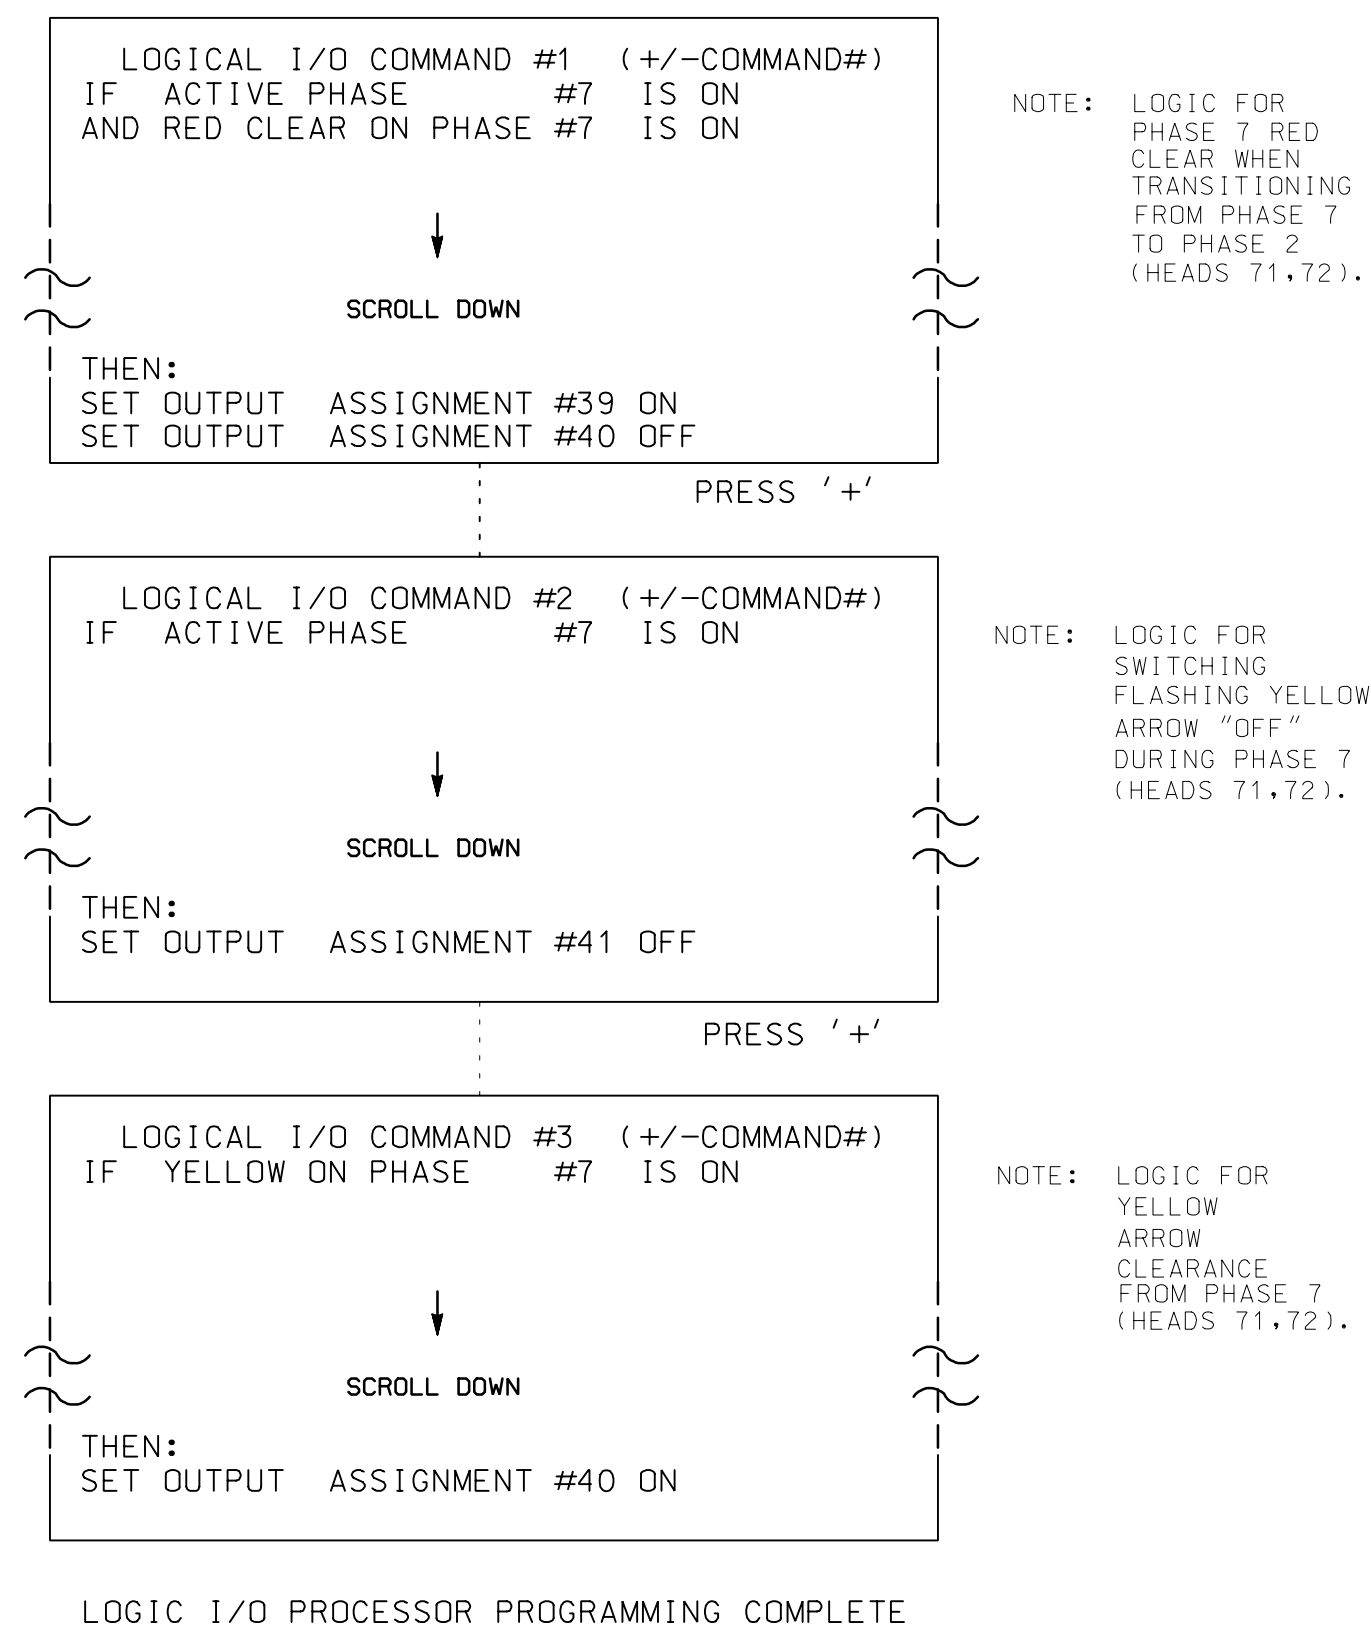 LOGICAL I/O COMMAND #1 (+/-COMMAND#)
IF ACTIVE PHASE #7 IS ON
AND RED CLEAR ON PHASE #7 IS ON
SCROLL DOWN
THEN:
SET OUTPUT ASSIGNMENT #39 ON
SET OUTPUT ASSIGNMENT #40 OFF
NOTE: LOGIC FOR
PHASE 7 RED
CLEAR WHEN
TRANSITIONING
FROM PHASE 7
TO PHASE 2
(HEADS 71,72).
PRESS '+'
LOGICAL I/O COMMAND #2 (+/-COMMAND#)
IF ACTIVE PHASE #7 IS ON
SCROLL DOWN
THEN:
SET OUTPUT ASSIGNMENT #41 OFF
NOTE: LOGIC FOR
SWITCHING
FLASHING YELLOW
ARROW "OFF"
DURING PHASE 7
(HEADS 71,72).
PRESS '+'
LOGICAL I/O COMMAND #3 (+/-COMMAND#)
IF YELLOW ON PHASE #7 IS ON
SCROLL DOWN
THEN:
SET OUTPUT ASSIGNMENT #40 ON
NOTE: LOGIC FOR
YELLOW
ARROW
CLEARANCE
FROM PHASE 7
(HEADS 71,72).
LOGIC I/O PROCESSOR PROGRAMMING COMPLETE